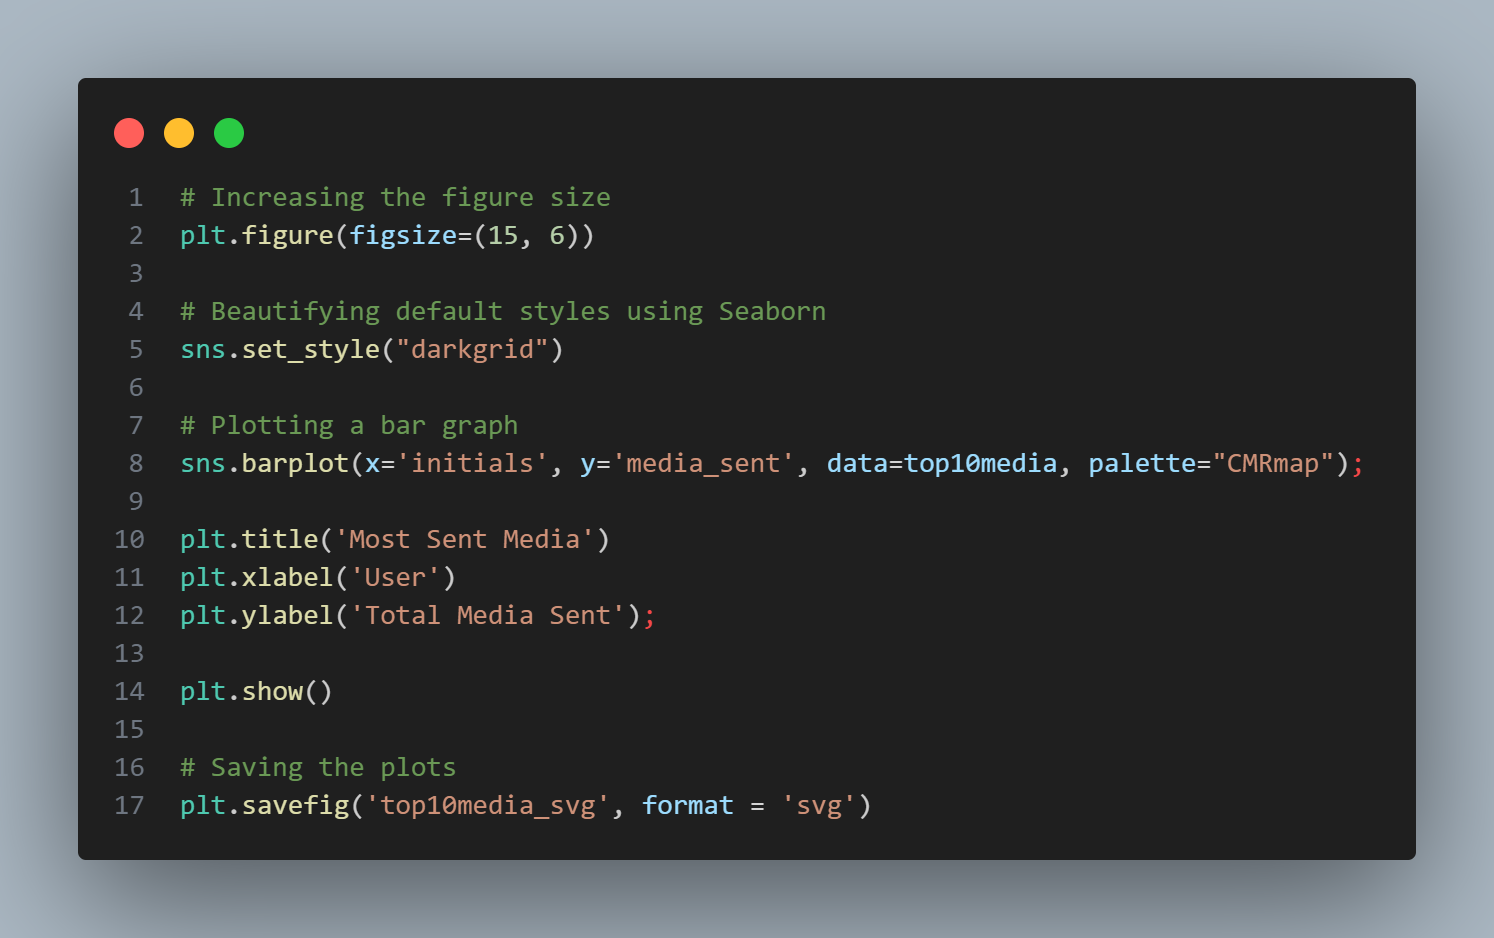 1 # Increasing the figure size
2 plt.figure(figsize=(15, 6))
3
4 # Beautifying default styles using Seaborn
5 sns.set_style("darkgrid")
6
7 # Plotting a bar graph
8 sns.barplot(x='initials', y='media_sent', data=top10media, palette="CMRmap");
9
10 plt.title('Most Sent Media')
11 plt.xlabel('User')
12 plt.ylabel('Total Media Sent');
13
14 plt.show()
15
16 # Saving the plots
17 plt.savefig('top10media_svg', format = 'svg')